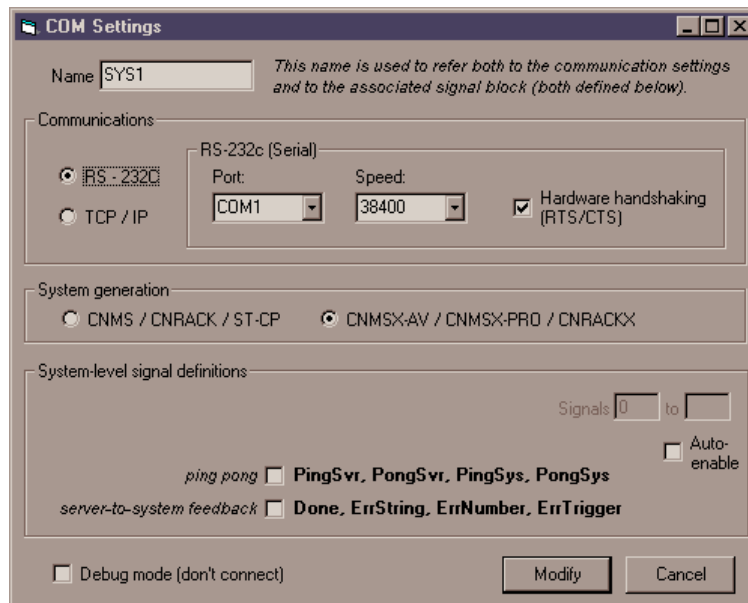 COM Settings
Name SYS1
This name is used to refer both to the communication settings
and to the associated signal block (both defined below).
Communications
RS - 232C
TCP / IP
RS-232c (Serial)
Port:
Speed:
COM1
38400
Hardware handshaking
(RTS/CTS)
System generation
CNMS / CNRACK / ST-CP
CNMSX-AV / CNMSX-PRO / CNRACKX
System-level signal definitions
Signals 0 to
Auto-
enable
ping pong PingSvr, PongSvr, PingSys, PongSys
server-to-system feedback Done, ErrString, ErrNumber, ErrTrigger
Debug mode (don't connect)
Modify
Cancel